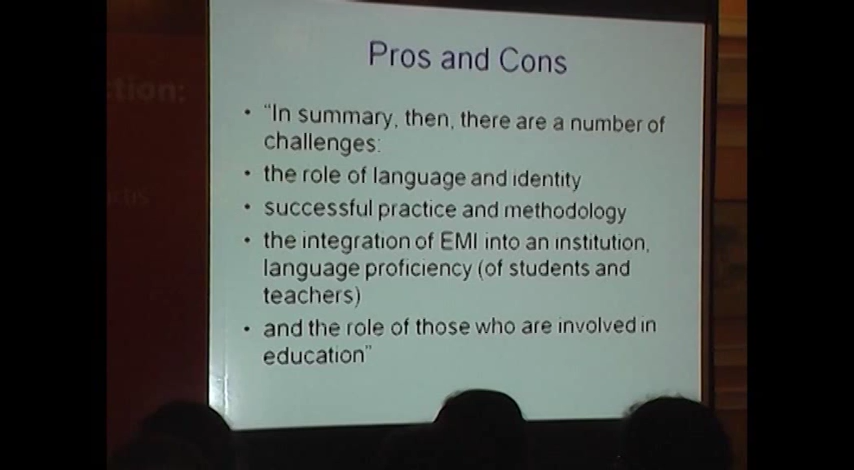 Pros and Cons
• "In summary, then, there are a number of
challenges:
• the role of language and identity
• successful practice and methodology
• the integration of EMI into an institution,
language proficiency (of students and
teachers)
• and the role of those who are involved in
education"
tion: